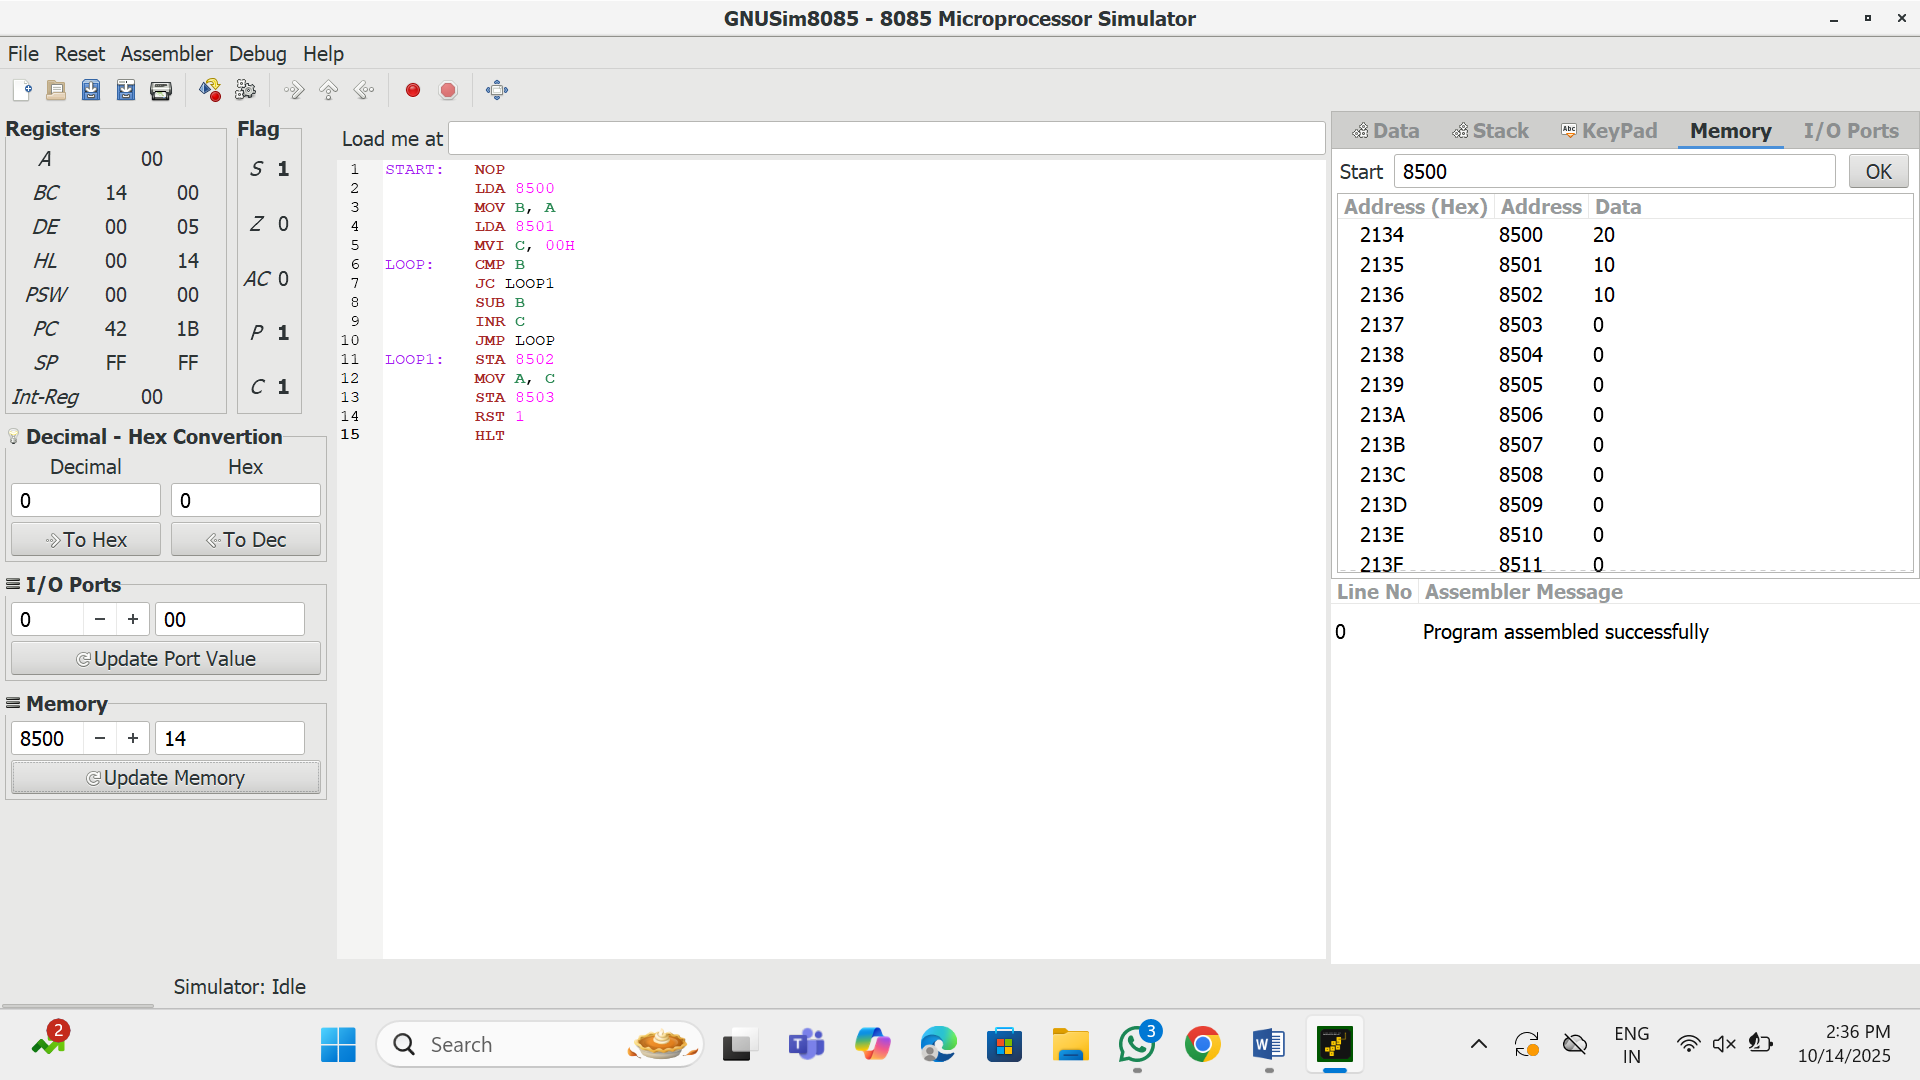 GNUSim8085 - 8085 Microprocessor Simulator
File Reset Assembler Debug Help
Registers
A 00
BC 14 00
DE 00 05
HL 00 14
PSW 00 00
PC 42 1B
SP FF FF
Int-Reg 00
Flag
S 1
Z 0
AC 0
P 1
C 1
Decimal - Hex Convertion
Decimal Hex
0 0
To Hex To Dec
I/O Ports
0 − + 00
Update Port Value
Memory
8500 − + 14
Update Memory
Load me at
1 START: NOP
2 LDA 8500
3 MOV B, A
4 LDA 8501
5 MVI C, 00H
6 LOOP: CMP B
7 JC LOOP1
8 SUB B
9 INR C
10 JMP LOOP
11 LOOP1: STA 8502
12 MOV A, C
13 STA 8503
14 RST 1
15 HLT
Data Stack Abc KeyPad Memory I/O Ports
Start 8500 OK
Address (Hex) Address Data
2134 8500 20
2135 8501 10
2136 8502 10
2137 8503 0
2138 8504 0
2139 8505 0
213A 8506 0
213B 8507 0
213C 8508 0
213D 8509 0
213E 8510 0
213F 8511 0
Line No Assembler Message
0 Program assembled successfully
Simulator: Idle
2
Search
3
ENG
IN
2:36 PM
10/14/2025